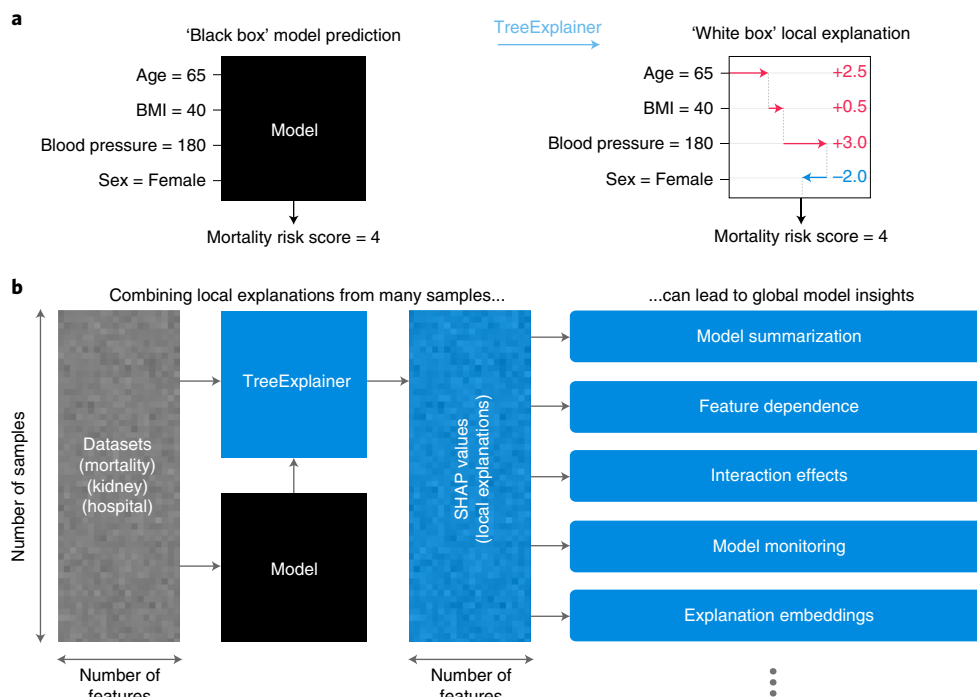 a
'Black box' model prediction
Age = 65
BMI = 40
Blood pressure = 180
Sex = Female
Model
Mortality risk score = 4
TreeExplainer
'White box' local explanation
Age = 65
+2.5
BMI = 40
+0.5
Blood pressure = 180
+3.0
Sex = Female
–2.0
Mortality risk score = 4
b
Combining local explanations from many samples...
...can lead to global model insights
Number of samples
Datasets
(mortality)
(kidney)
(hospital)
TreeExplainer
Model
SHAP values
(local explanations)
Model summarization
Feature dependence
Interaction effects
Model monitoring
Explanation embeddings
Number of
features
Number of
features